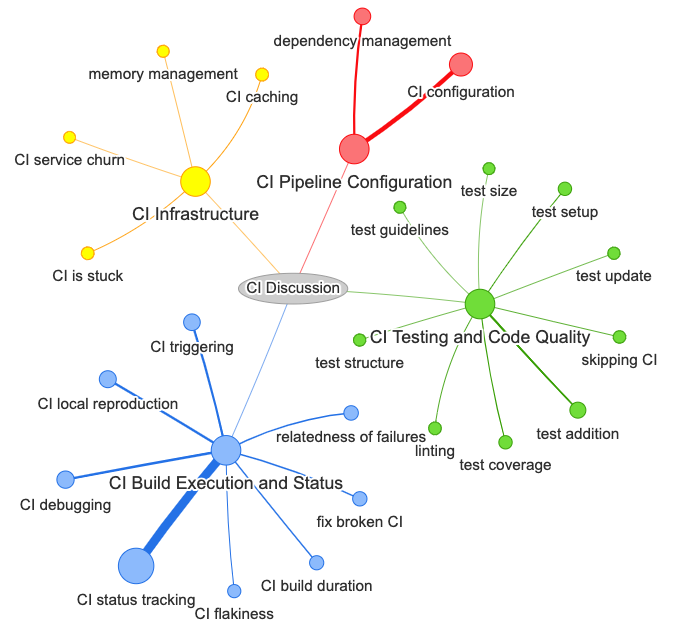 dependency management
memory management
CI configuration
CI caching
CI service churn
CI Pipeline Configuration
test size
CI Infrastructure
test setup
test guidelines
CI is stuck
test update
CI Discussion
CI Testing and Code Quality
CI triggering
test structure
skipping CI
CI local reproduction
relatedness of failures
test addition
linting
test coverage
CI Build Execution and Status
CI debugging
fix broken CI
CI build duration
CI status tracking
CI flakiness